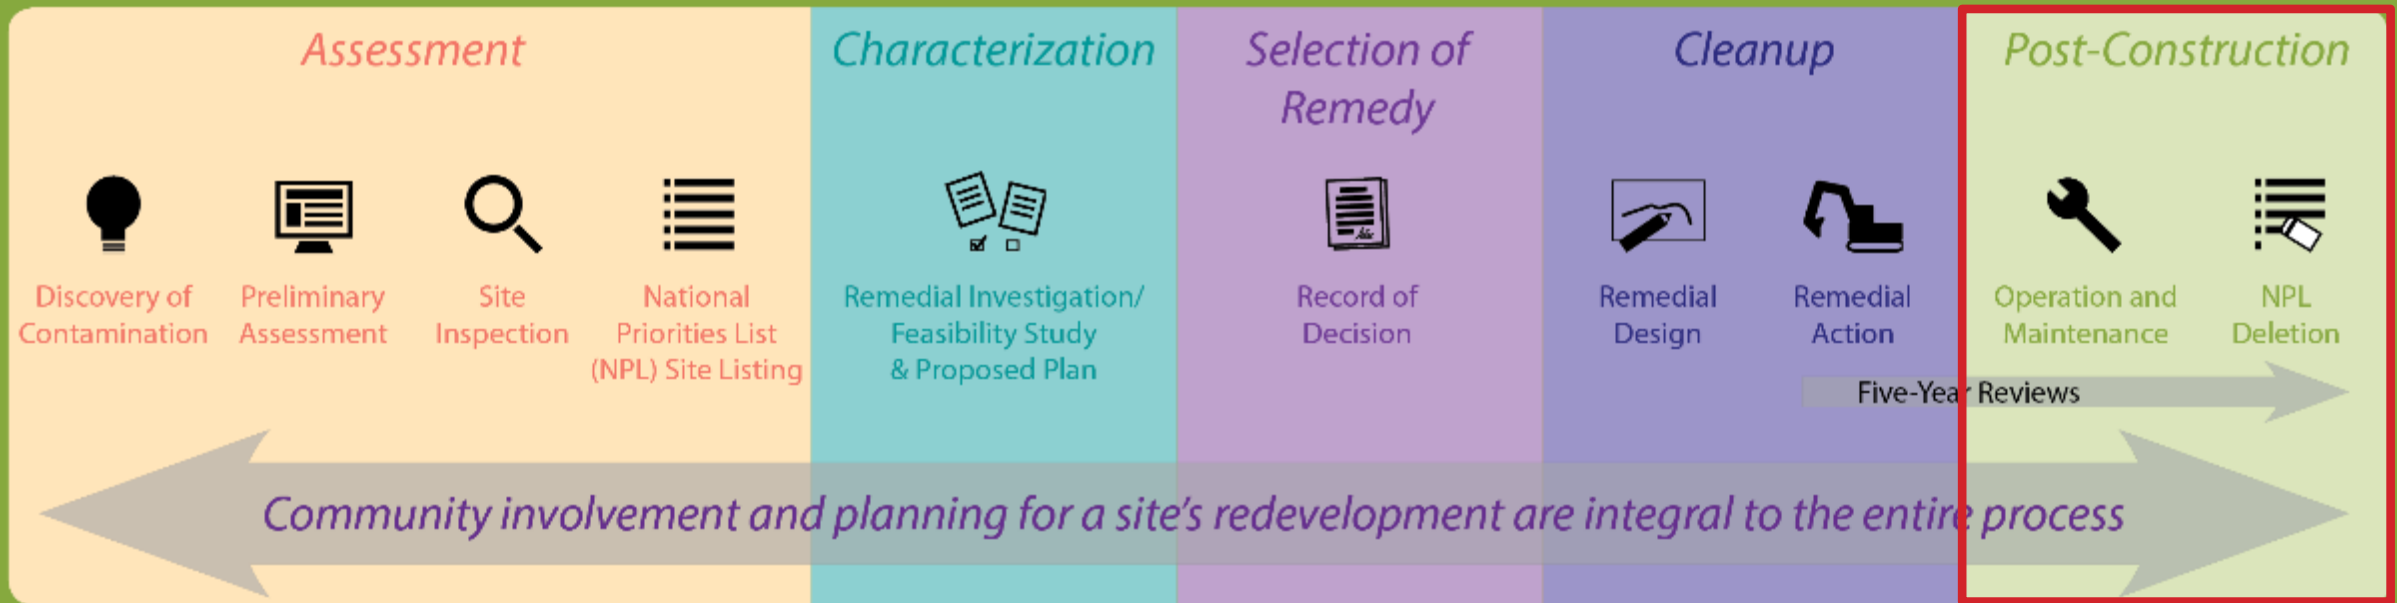 Assessment
Discovery of
Contamination
Preliminary
Assessment
Site
Inspection
National
Priorities List
(NPL) Site Listing
Characterization
Remedial Investigation/
Feasibility Study
& Proposed Plan
Selection of
Remedy
Record of
Decision
Cleanup
Remedial
Design
Remedial
Action
Post-Construction
Operation and
Maintenance
NPL
Deletion
Five-Year Reviews
Community involvement and planning for a site's redevelopment are integral to the entire process